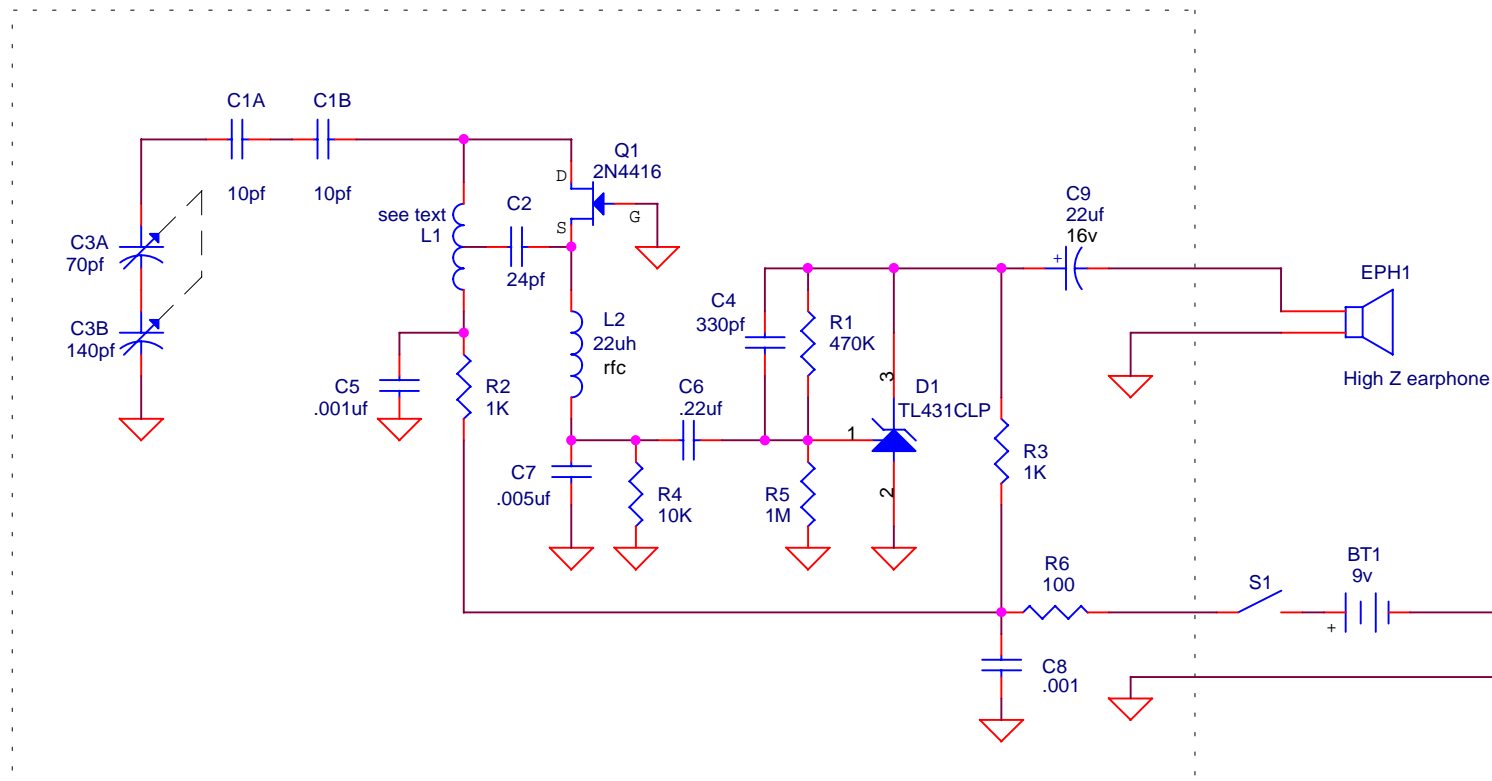 C1A
C1B
10pf
10pf
C3A
70pf
C3B
140pf
see text
L1
C2
24pf
Q1
2N4416
D
S
G
C5
.001uf
R2
1K
L2
22uh
rfc
C7
.005uf
R4
10K
C6
.22uf
C4
330pf
R1
470K
R5
1M
D1
TL431CLP
1
2
3
R3
1K
C9
22uf
16v
+
EPH1
High Z earphone
R6
100
C8
.001
S1
BT1
9v
+